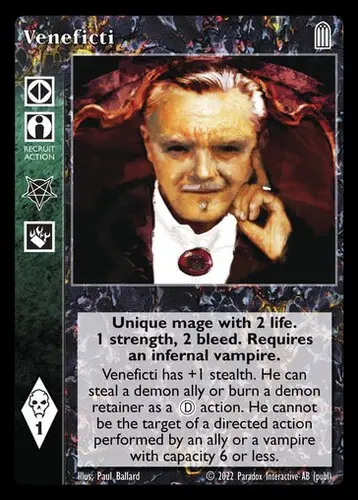 Veneficti
RECRUIT
ACTION
Unique mage with 2 life.
1 strength, 2 bleed. Requires
an infernal vampire.
Veneficti has +1 stealth. He can
steal a demon ally or burn a demon
retainer as a Ⓓ action. He cannot
be the target of a directed action
performed by an ally or a vampire
with capacity 6 or less.
1
Illus: Paul Ballard
© 2022 Paradox Interactive AB (publ)